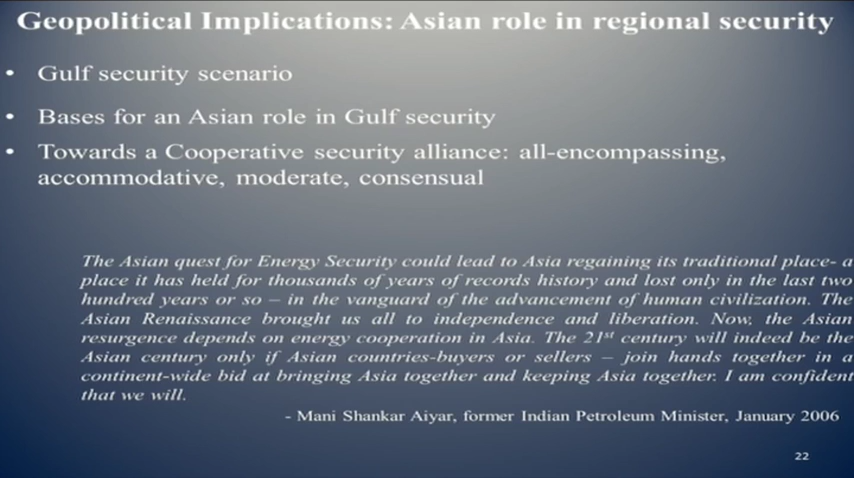 Geopolitical Implications: Asian role in regional security
• Gulf security scenario
• Bases for an Asian role in Gulf security
• Towards a Cooperative security alliance: all-encompassing,
accommodative, moderate, consensual
The Asian quest for Energy Security could lead to Asia regaining its traditional place- a
place it has held for thousands of years of records history and lost only in the last two
hundred years or so – in the vanguard of the advancement of human civilization. The
Asian Renaissance brought us all to independence and liberation. Now, the Asian
resurgence depends on energy cooperation in Asia. The 21st century will indeed be the
Asian century only if Asian countries-buyers or sellers – join hands together in a
continent-wide bid at bringing Asia together and keeping Asia together. I am confident
that we will.
- Mani Shankar Aiyar, former Indian Petroleum Minister, January 2006
22